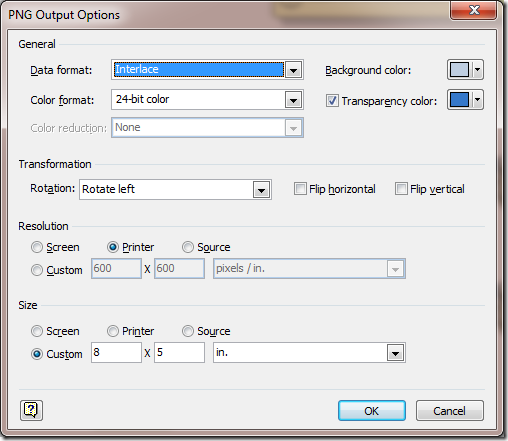 PNG Output Options
General
Data format: Interlace Background color:
Color format: 24-bit color Transparency color:
Color reduction: None
Transformation
Rotation: Rotate left Flip horizontal Flip vertical
Resolution
Screen Printer Source
Custom 600 X 600 pixels / in.
Size
Screen Printer Source
Custom 8 X 5 in.
? OK Cancel